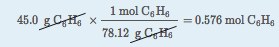 45.0 g C₆H₆ × 1 mol C₆H₆ / 78.12 g C₆H₆ = 0.576 mol C₆H₆